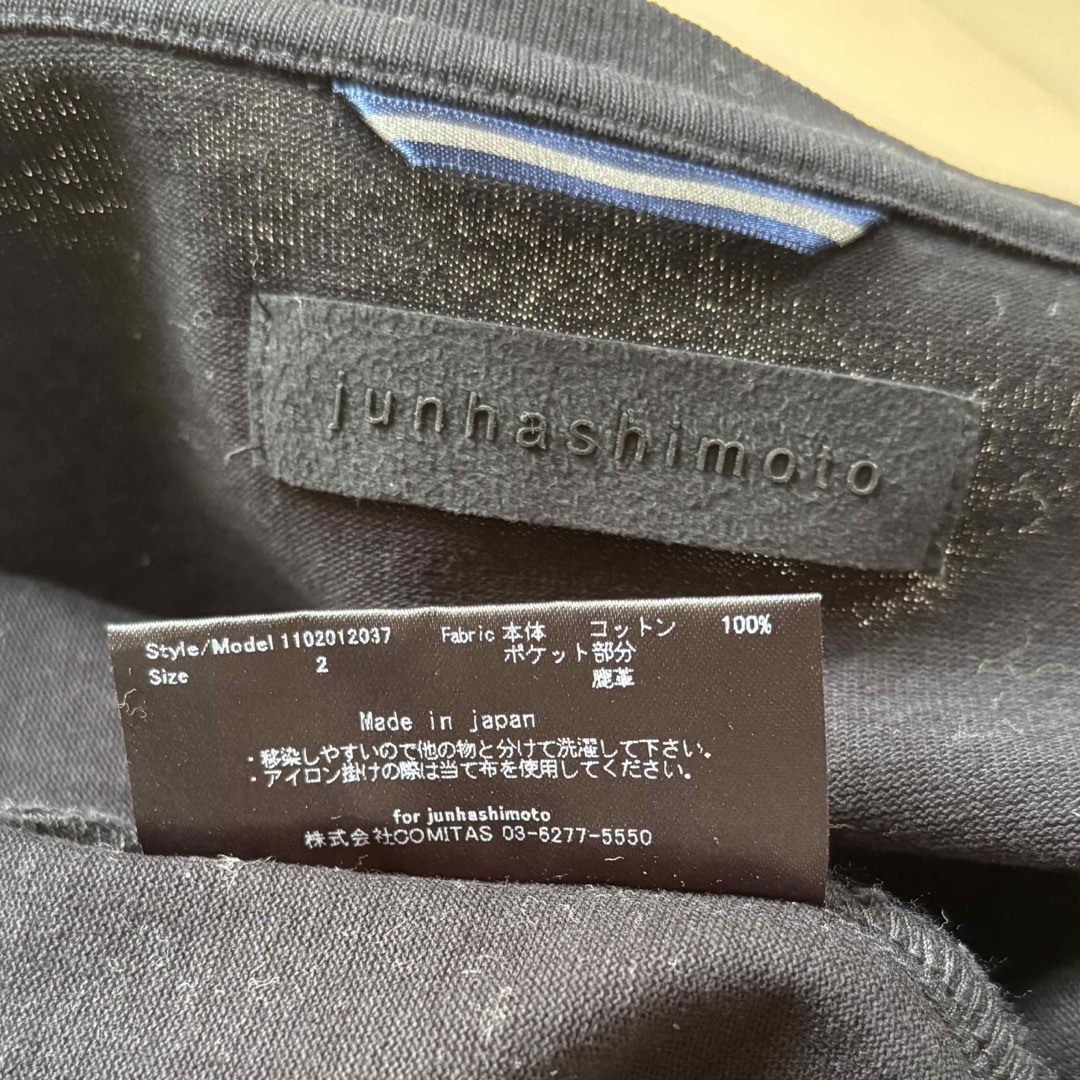 junhashimoto
Style/Model 1102012037 Fabric 本体 コットン 100%
Size 2 ポケット部分
鹿革
Made in japan
・移染しやすいので他の物と分けて洗濯して下さい。
・アイロン掛けの際は当て布を使用してください。
for junhashimoto
株式会社COMITAS 03-6277-5550